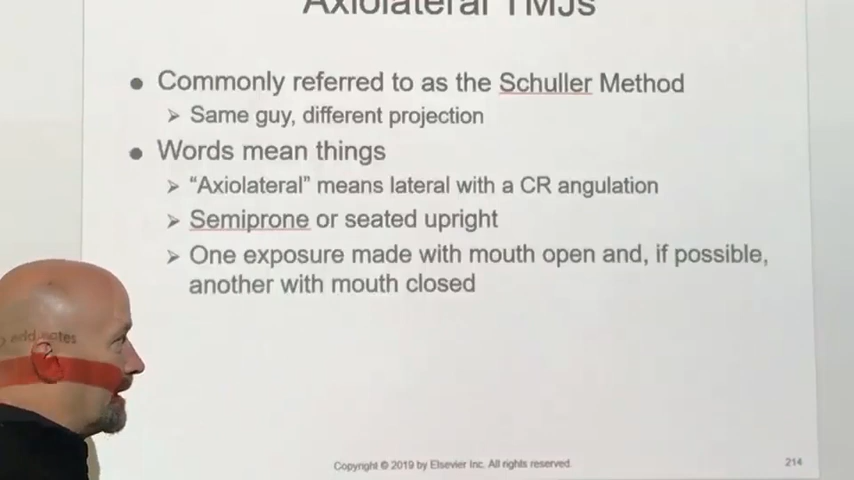 Axiolateral TMJs
● Commonly referred to as the Schuller Method
➢ Same guy, different projection
● Words mean things
➢ “Axiolateral” means lateral with a CR angulation
➢ Semiprone or seated upright
➢ One exposure made with mouth open and, if possible,
another with mouth closed
add notes
Copyright © 2019 by Elsevier Inc. All rights reserved.
214